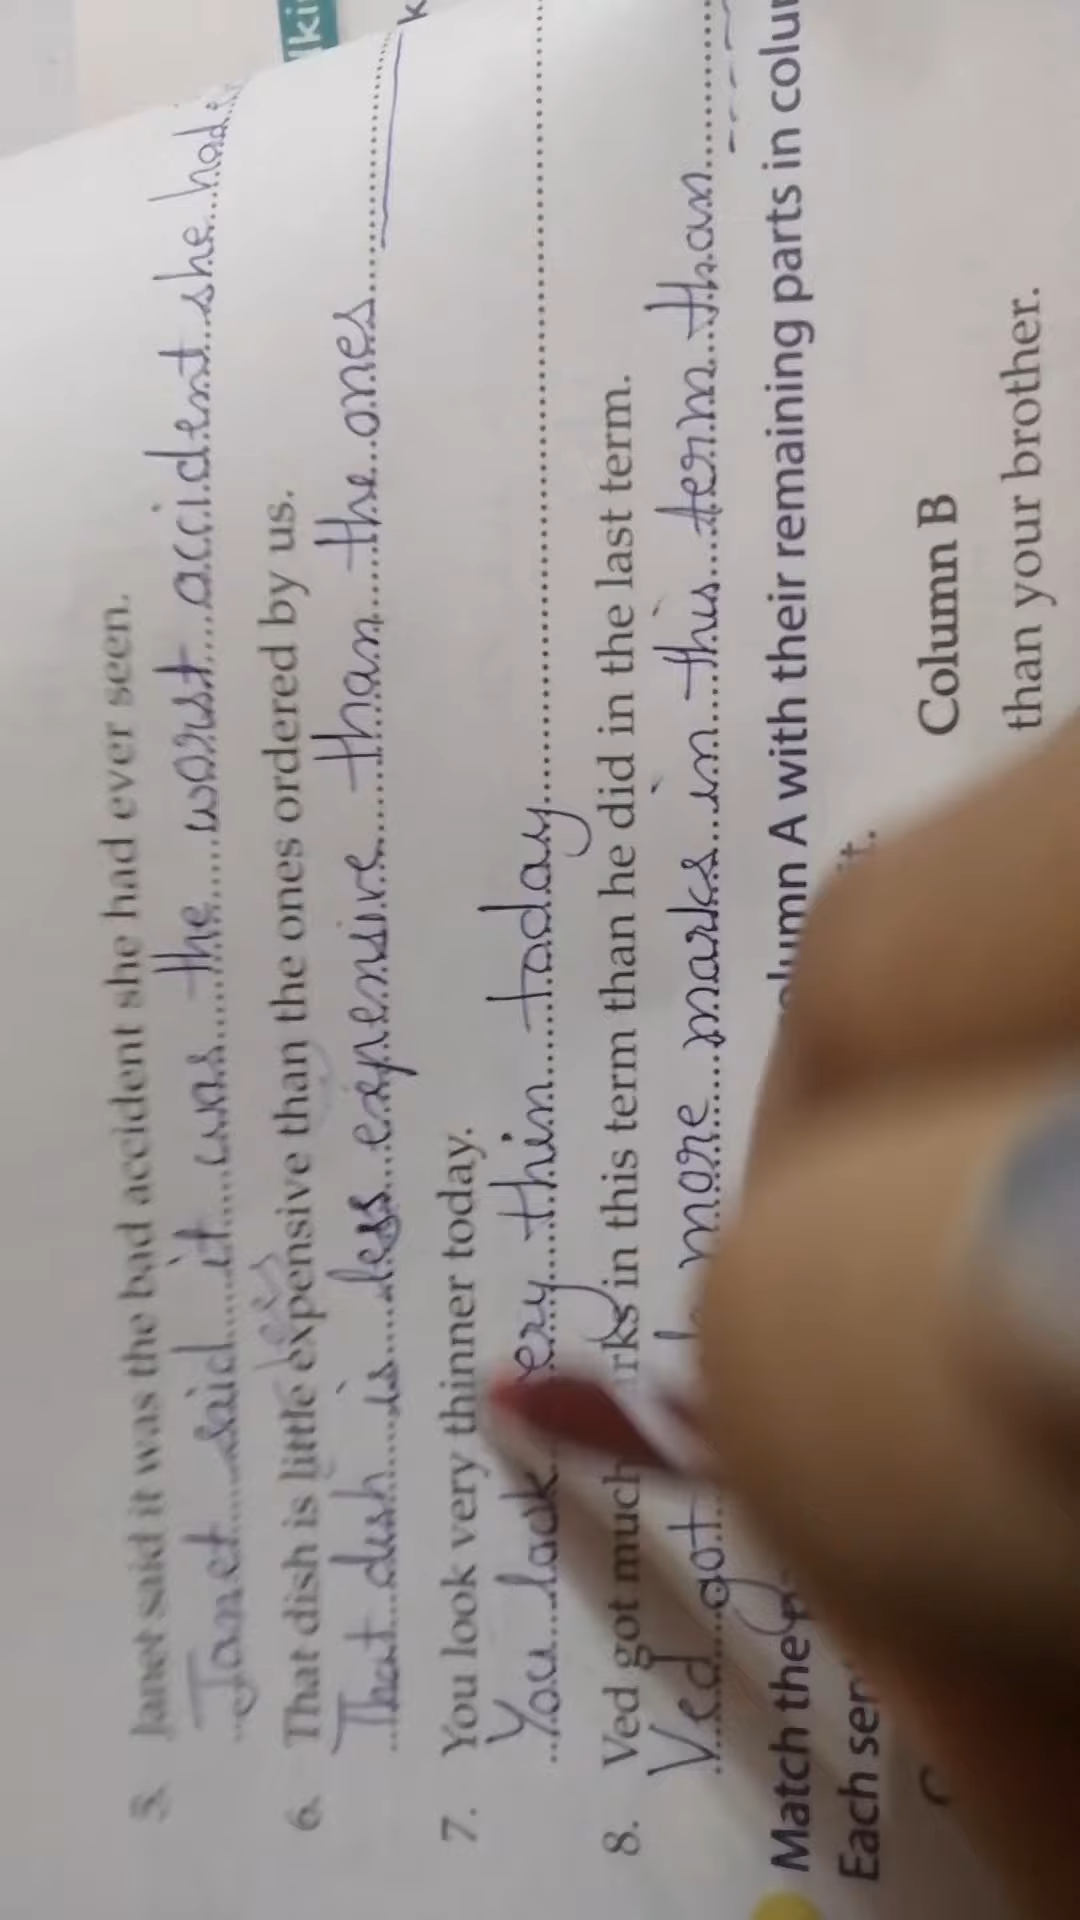 5. Janet said it was the bad accident she had ever seen.
Janet said it was the worst accident she had
6. That dish is little expensive than the ones ordered by us.
less
That dish is less expensive than the ones
7. You look very thinner today.
You look very thin today
8. Ved got much marks in this term than he did in the last term.
Ved got more marks in this term than
Match the column A with their remaining parts in colu
Each sen
Column B
than your brother.